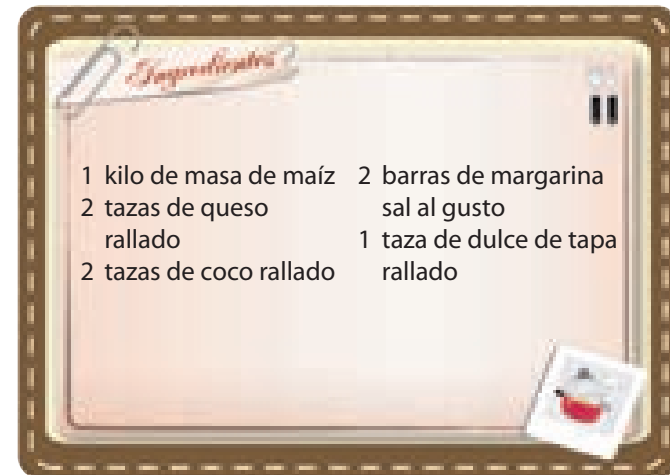 Ingredientes
1 kilo de masa de maíz
2 tazas de queso
rallado
2 tazas de coco rallado
2 barras de margarina
sal al gusto
1 taza de dulce de tapa
rallado